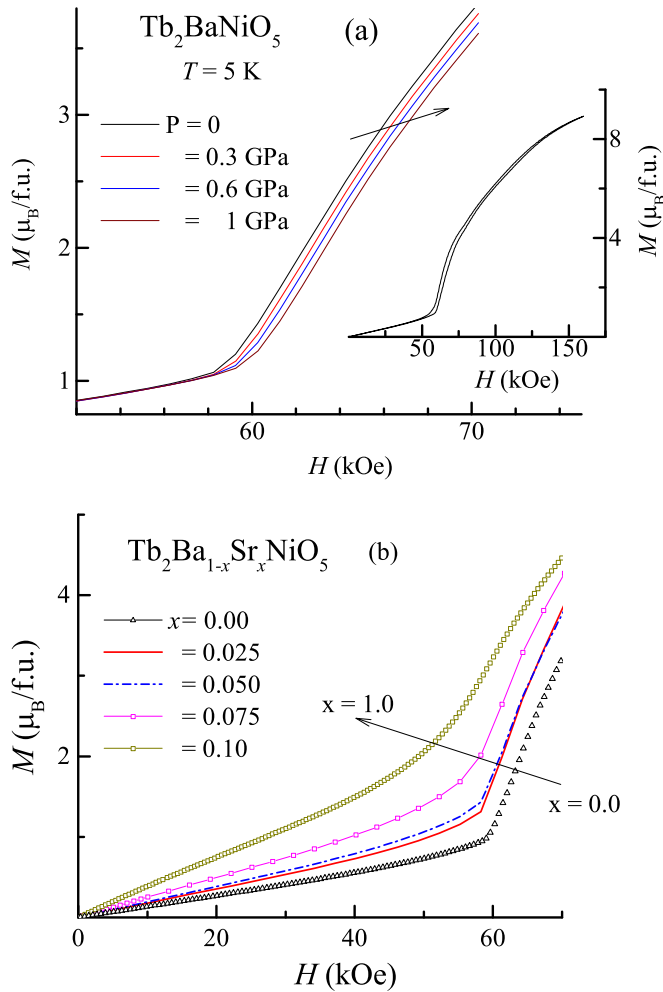 Tb₂BaNiO₅
(a)
T = 5 K
P = 0
= 0.3 GPa
= 0.6 GPa
= 1 GPa
M (μB/f.u.)
3
2
1
60
70
H (kOe)
M (μB/f.u.)
8
4
50
100
150
H (kOe)
Tb₂Ba₁₋ₓSrₓNiO₅
(b)
x = 0.00
= 0.025
= 0.050
= 0.075
= 0.10
x = 1.0
x = 0.0
M (μB/f.u.)
4
2
0
20
40
60
H (kOe)